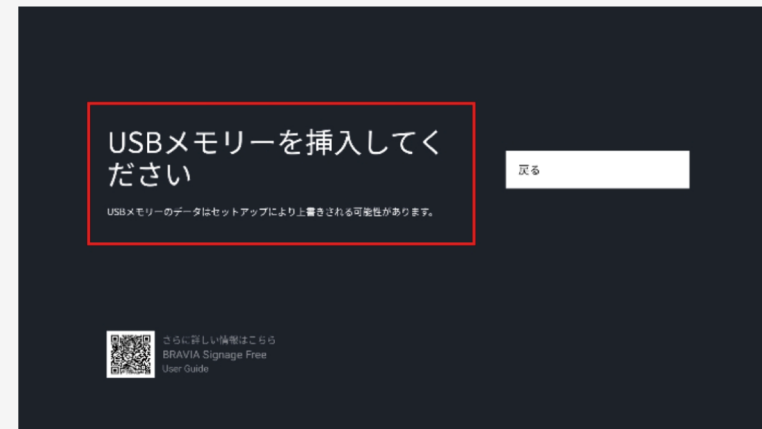 USBメモリーを挿入してく
ださい
USBメモリーのデータはセットアップにより上書きされる可能性があります。
戻る
さらに詳しい情報はこちら
BRAVIA Signage Free
User Guide